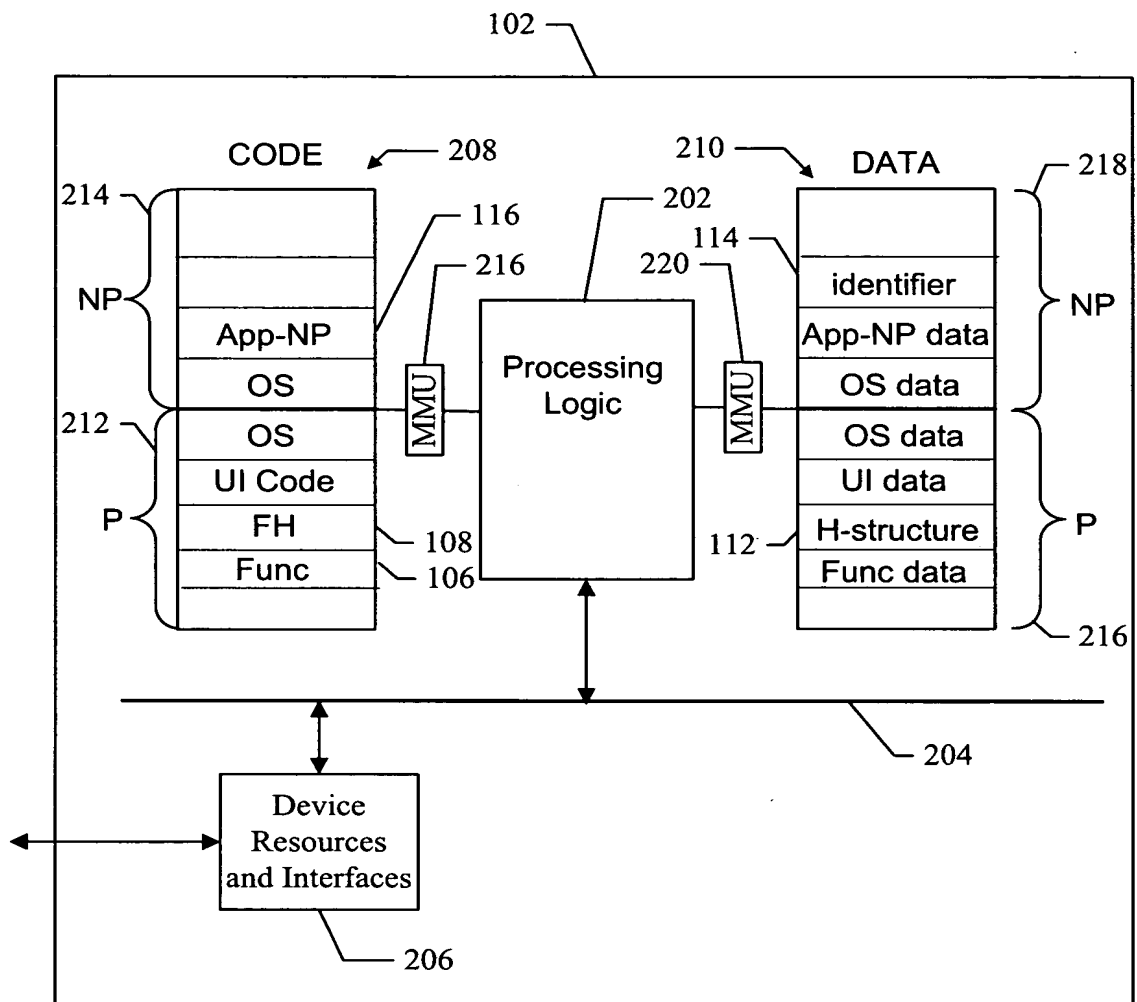 102
CODE
208
210
DATA
214
218
116
202
114
216
220
identifier
NP
NP
App-NP
App-NP data
Processing
Logic
MMU
MMU
OS
OS data
212
OS
OS data
UI Code
UI data
P
FH
108
112
H-structure
P
Func
106
Func data
216
204
Device
Resources
and Interfaces
206